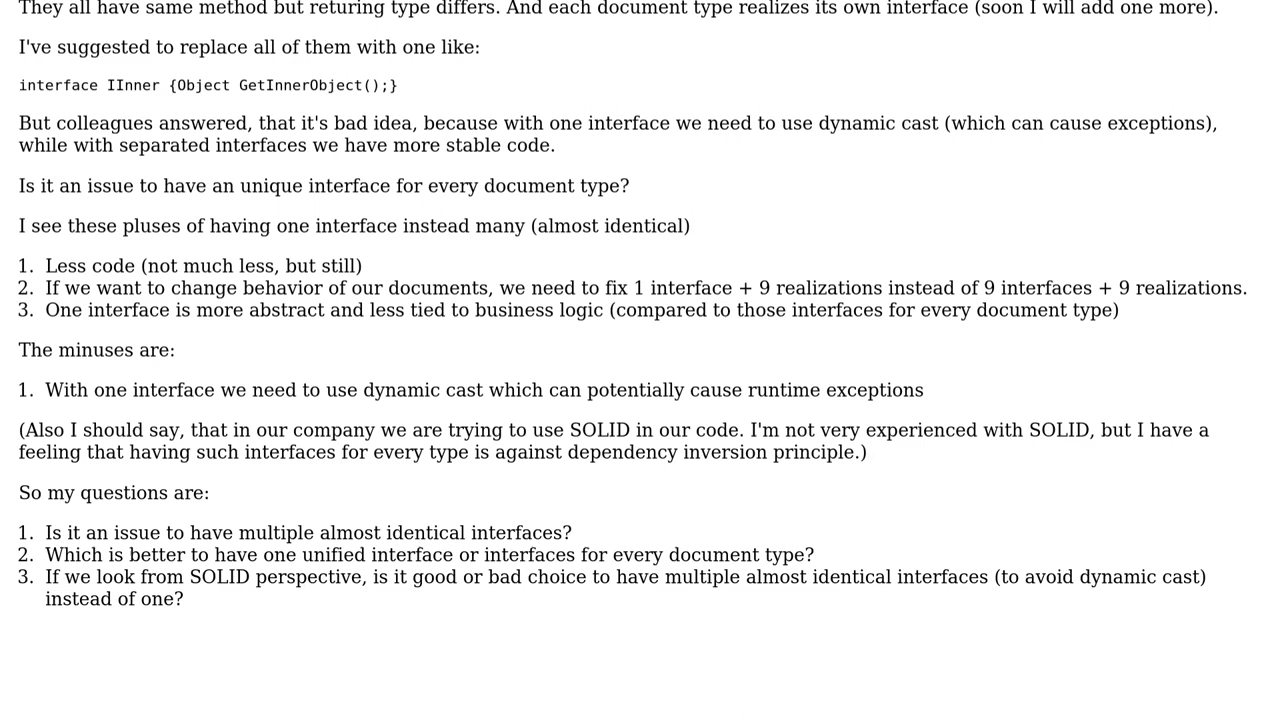 They all have same method but returing type differs. And each document type realizes its own interface (soon I will add one more).
I've suggested to replace all of them with one like:
interface IInner {Object GetInnerObject();}
But colleagues answered, that it's bad idea, because with one interface we need to use dynamic cast (which can cause exceptions),
while with separated interfaces we have more stable code.
Is it an issue to have an unique interface for every document type?
I see these pluses of having one interface instead many (almost identical)
1. Less code (not much less, but still)
2. If we want to change behavior of our documents, we need to fix 1 interface + 9 realizations instead of 9 interfaces + 9 realizations.
3. One interface is more abstract and less tied to business logic (compared to those interfaces for every document type)
The minuses are:
1. With one interface we need to use dynamic cast which can potentially cause runtime exceptions
(Also I should say, that in our company we are trying to use SOLID in our code. I'm not very experienced with SOLID, but I have a
feeling that having such interfaces for every type is against dependency inversion principle.)
So my questions are:
1. Is it an issue to have multiple almost identical interfaces?
2. Which is better to have one unified interface or interfaces for every document type?
3. If we look from SOLID perspective, is it good or bad choice to have multiple almost identical interfaces (to avoid dynamic cast)
instead of one?